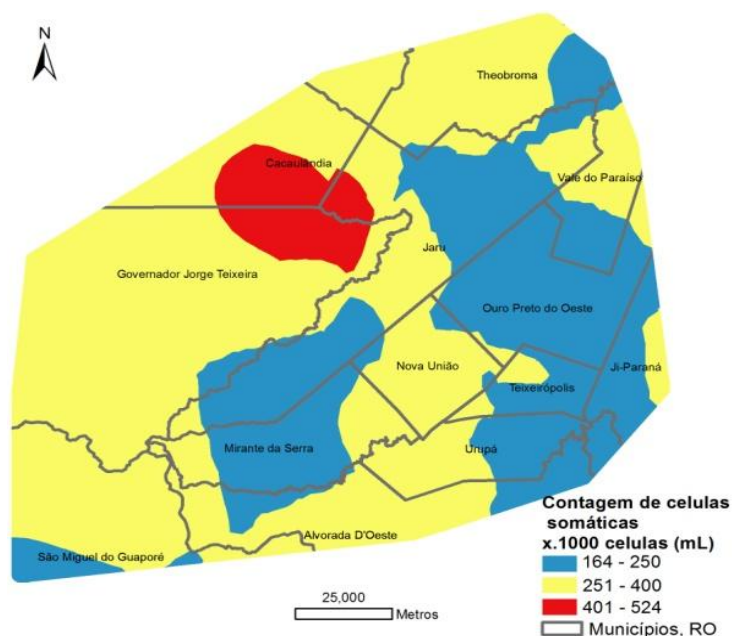 N
Theobroma
Cacaulândia
Vale do Paraíso
Jaru
Governador Jorge Teixeira
Ouro Preto do Oeste
Nova União
Ji-Paraná
Teixeirópolis
Mirante da Serra
Urupá
Alvorada D'Oeste
São Miguel do Guaporé
Contagem de celulas
somáticas
x.1000 celulas (mL)
164 - 250
251 - 400
401 - 524
Municípios, RO
25,000
Metros